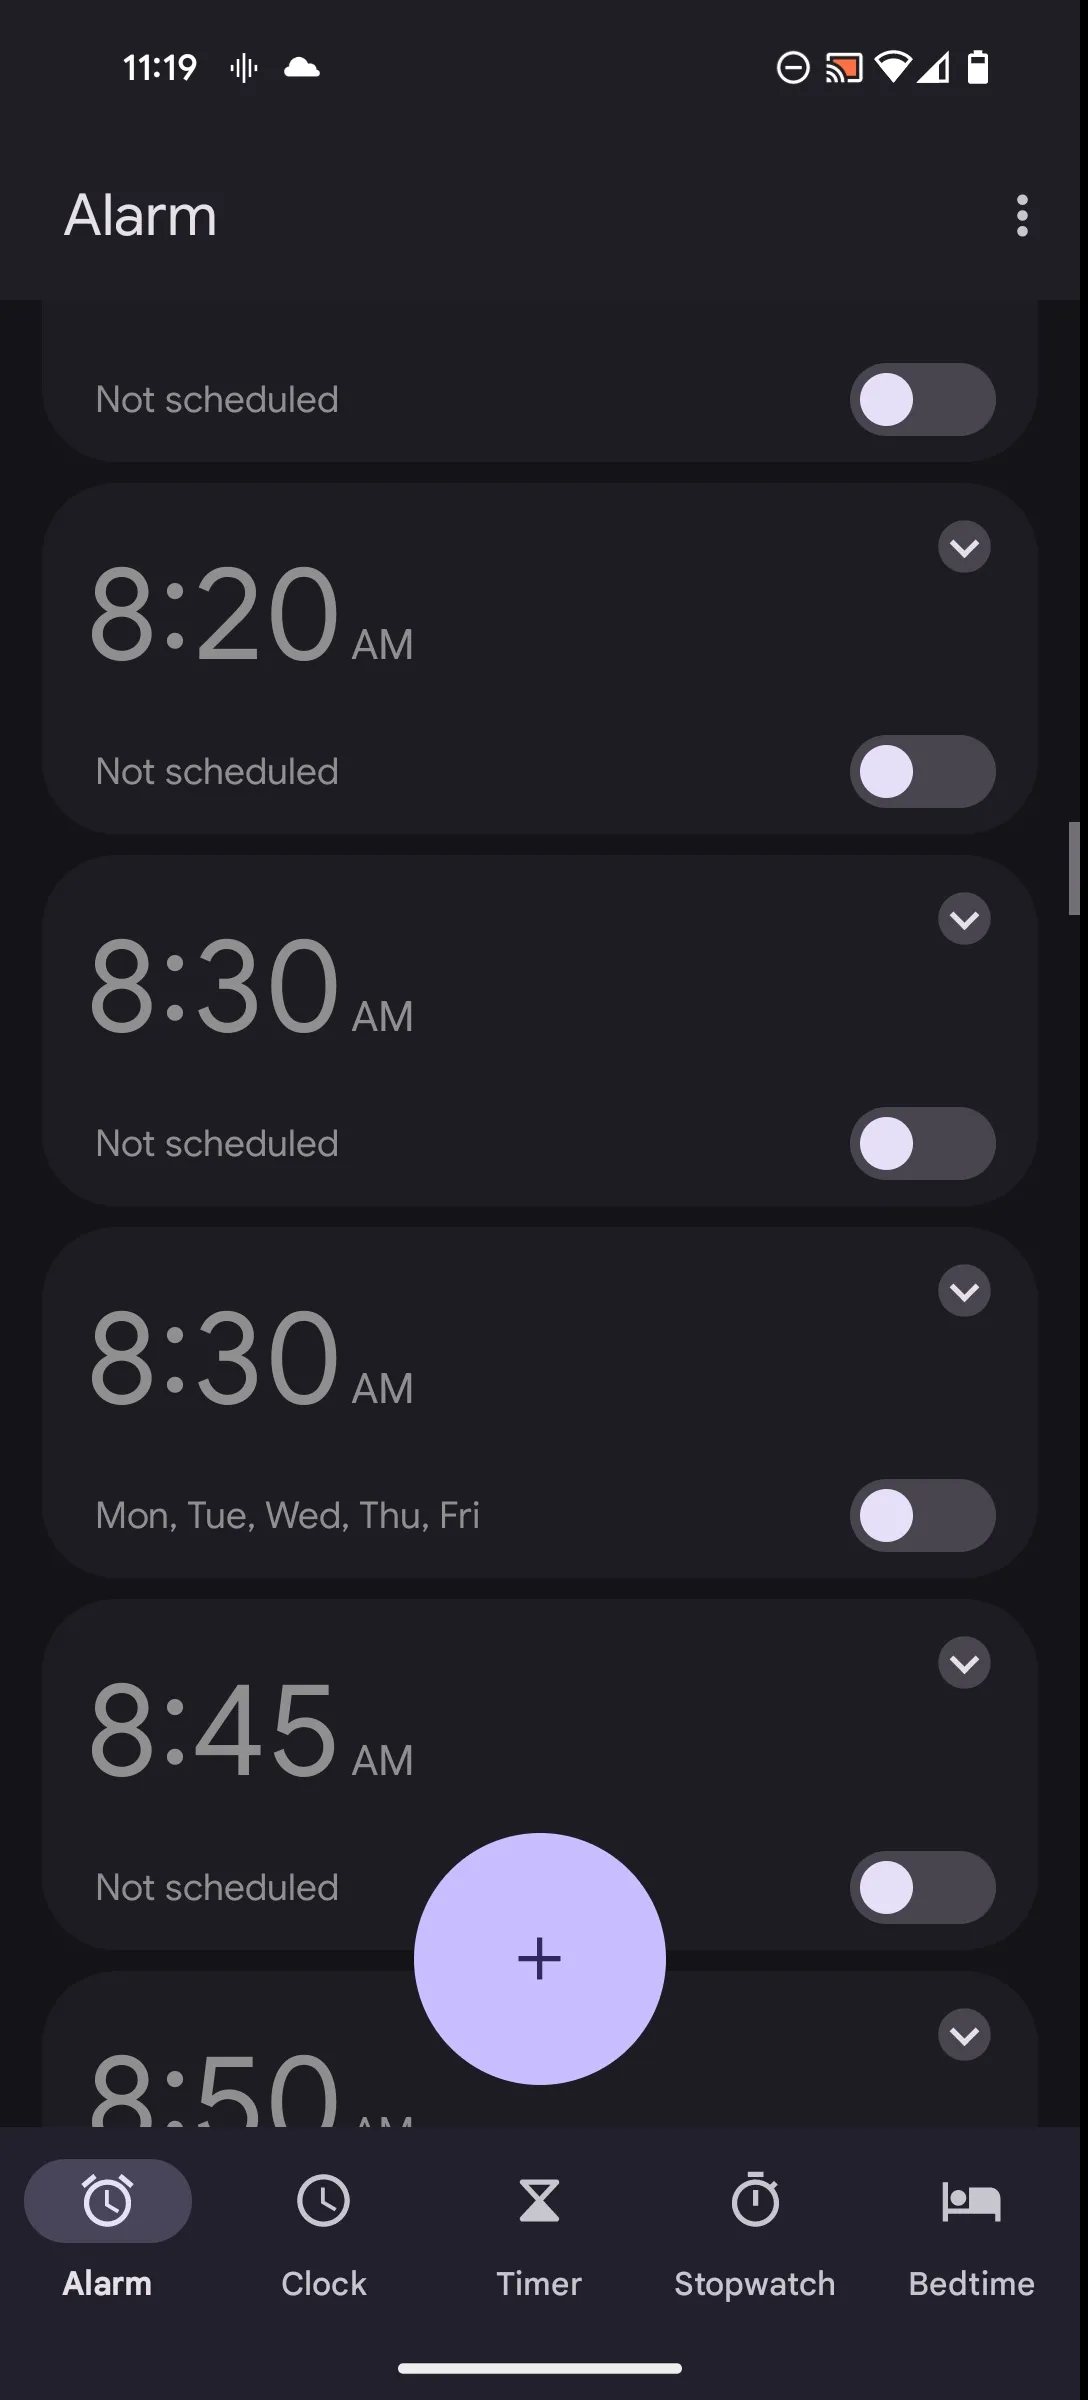 11:19
Alarm
Not scheduled
8:20 AM
Not scheduled
8:30 AM
Not scheduled
8:30 AM
Mon, Tue, Wed, Thu, Fri
8:45 AM
Not scheduled
8:50 AM
Alarm
Clock
Timer
Stopwatch
Bedtime